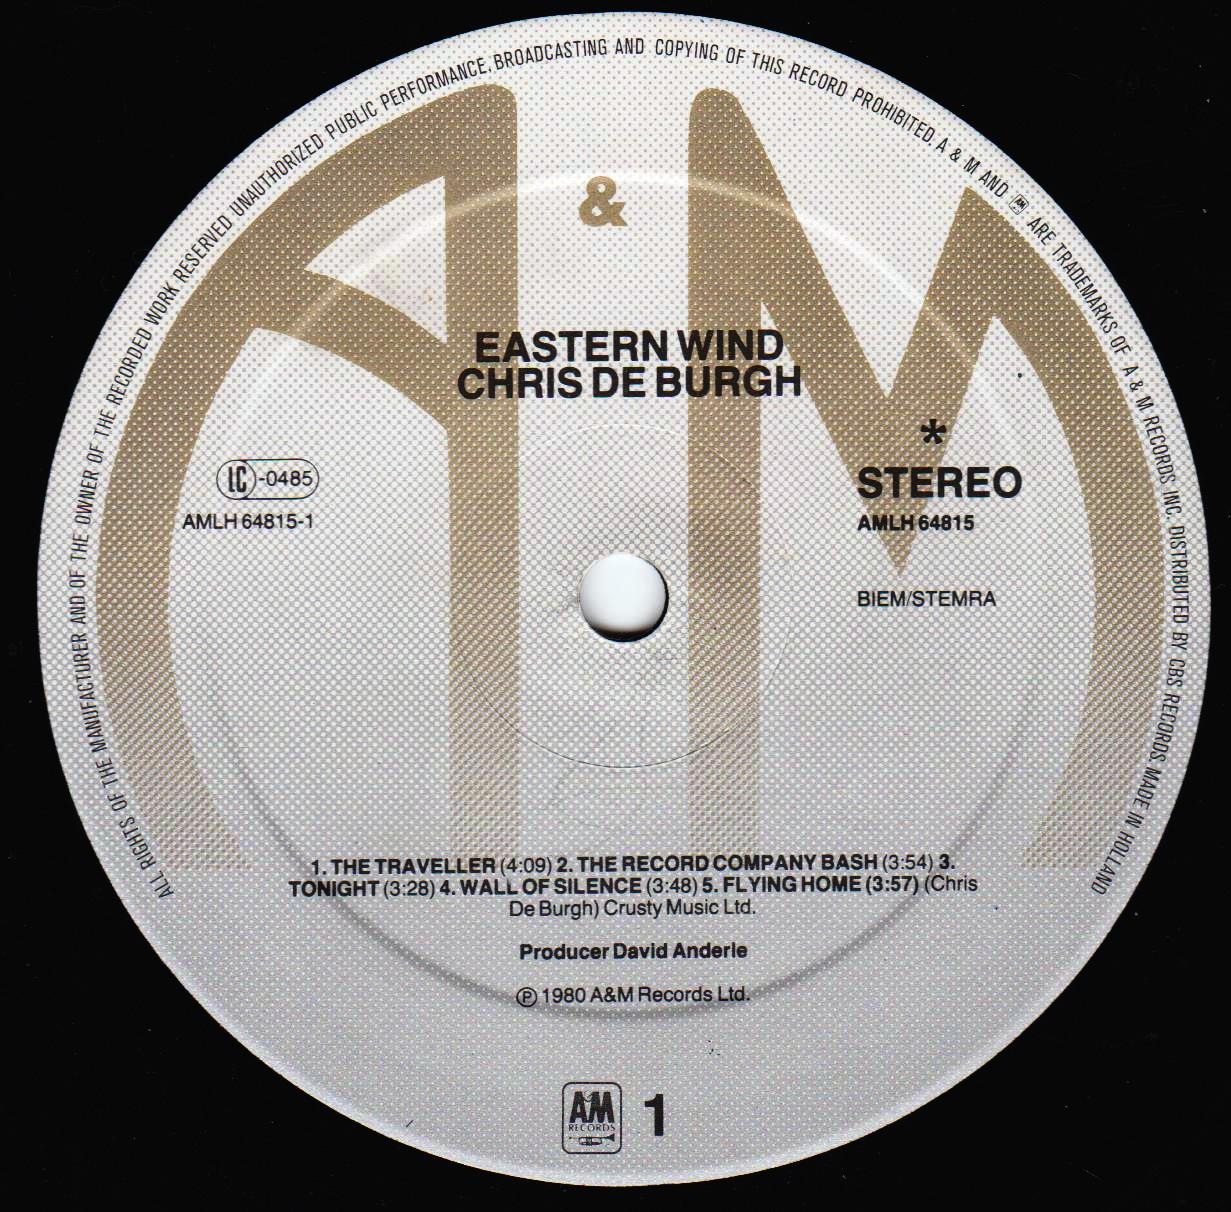 ALL RIGHTS OF THE MANUFACTURER AND OF THE OWNER OF THE RECORDED WORK RESERVED UNAUTHORIZED PUBLIC PERFORMANCE, BROADCASTING AND COPYING OF THIS RECORD PROHIBITED. A & M AND AM ARE TRADEMARKS OF A & M RECORDS INC. DISTRIBUTED BY CBS RECORDS. MADE IN HOLLAND
A & M
EASTERN WIND
CHRIS DE BURGH
LC-0485
AMLH 64815-1
*
STEREO
AMLH 64815
BIEM/STEMRA
1. THE TRAVELLER (4:09) 2. THE RECORD COMPANY BASH (3:54) 3.
TONIGHT (3:28) 4. WALL OF SILENCE (3:48) 5. FLYING HOME (3:57) (Chris
De Burgh) Crusty Music Ltd.
Producer David Anderle
℗ 1980 A&M Records Ltd.
AM
RECORDS
1